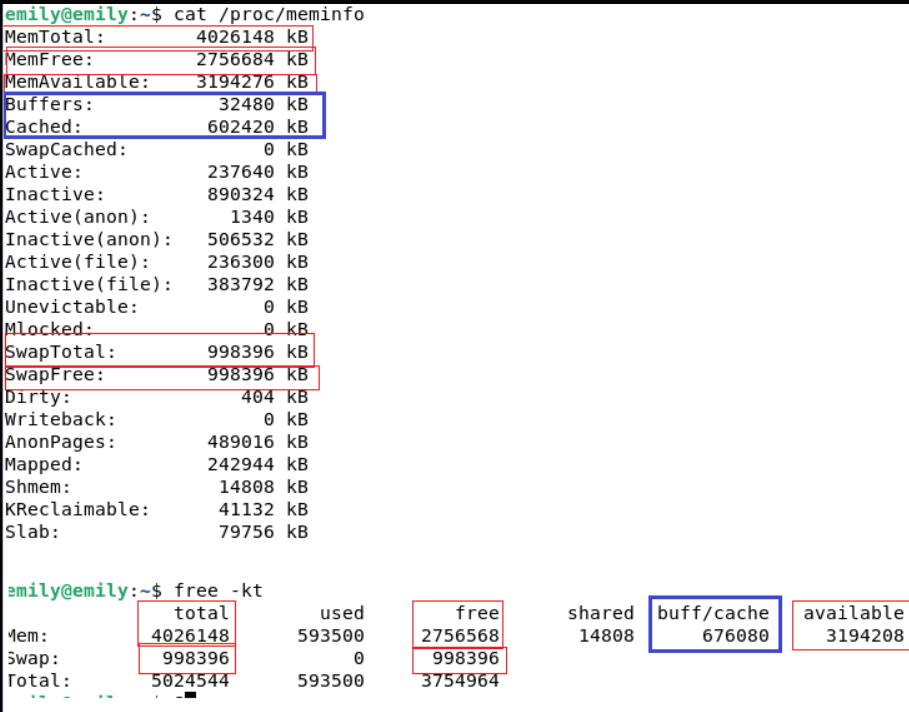 emily@emily:~$ cat /proc/meminfo
MemTotal: 4026148 kB
MemFree: 2756684 kB
MemAvailable: 3194276 kB
Buffers: 32480 kB
Cached: 602420 kB
SwapCached: 0 kB
Active: 237640 kB
Inactive: 890324 kB
Active(anon): 1340 kB
Inactive(anon): 506532 kB
Active(file): 236300 kB
Inactive(file): 383792 kB
Unevictable: 0 kB
Mlocked: 0 kB
SwapTotal: 998396 kB
SwapFree: 998396 kB
Dirty: 404 kB
Writeback: 0 kB
AnonPages: 489016 kB
Mapped: 242944 kB
Shmem: 14808 kB
KReclaimable: 41132 kB
Slab: 79756 kB
emily@emily:~$ free -kt
total used free shared buff/cache available
Mem: 4026148 593500 2756568 14808 676080 3194208
Swap: 998396 0 998396
Total: 5024544 593500 3754964